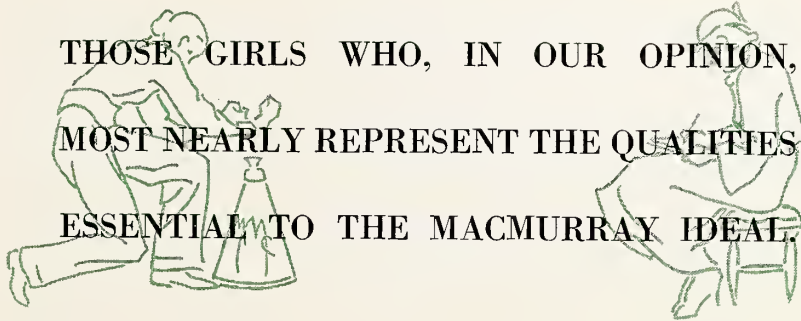 THOSE GIRLS WHO, IN OUR OPINION,
MOST NEARLY REPRESENT THE QUALITIES
ESSENTIAL TO THE MACMURRAY IDEAL.